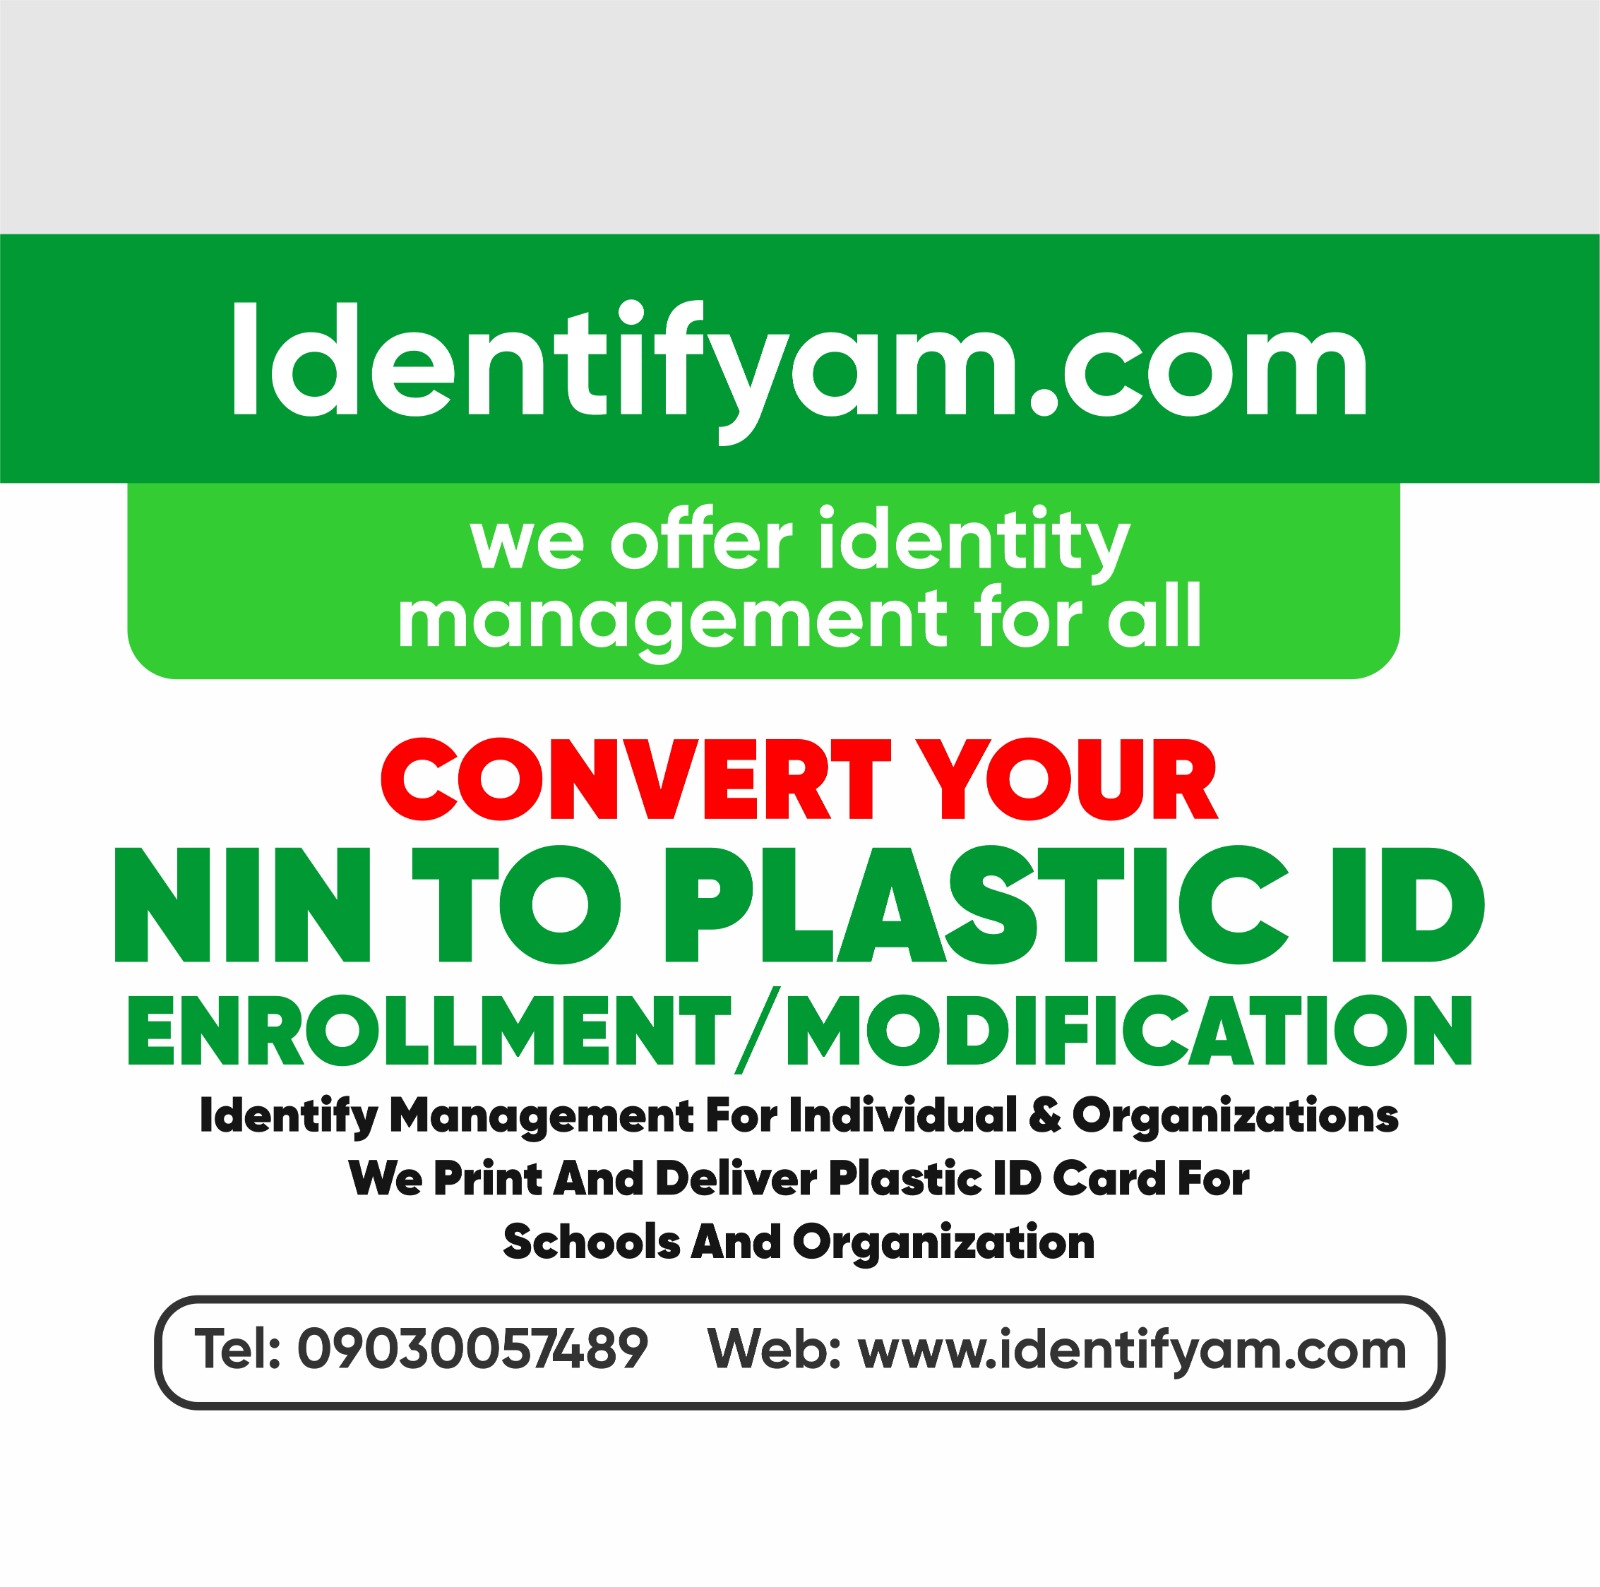 Identifyam.com
we offer identity
management for all
CONVERT YOUR
NIN TO PLASTIC ID
ENROLLMENT/MODIFICATION
Identify Management For Individual & Organizations
We Print And Deliver Plastic ID Card For
Schools And Organization
Tel: 09030057489 Web: www.identifyam.com